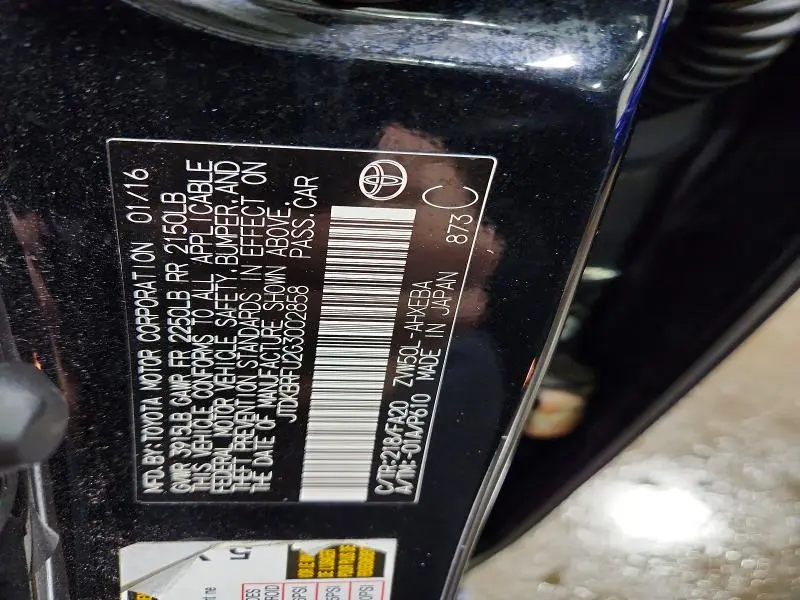 MFD. BY TOYOTA MOTOR CORPORATION 01/16
GVWR 3915LB GAWR FR 2250LB RR 2150LB
THIS VEHICLE CONFORMS TO ALL APPLICABLE
FEDERAL MOTOR VEHICLE SAFETY, BUMPER, AND
THEFT PREVENTION STANDARDS IN EFFECT ON
THE DATE OF MANUFACTURE SHOWN ABOVE.
JTDKBRFU2G3002858 PASS. CAR
C/TR:218/FA20 ZVW50L-AHXEBA
A/TM:-01A/P610 MADE IN JAPAN 873 C